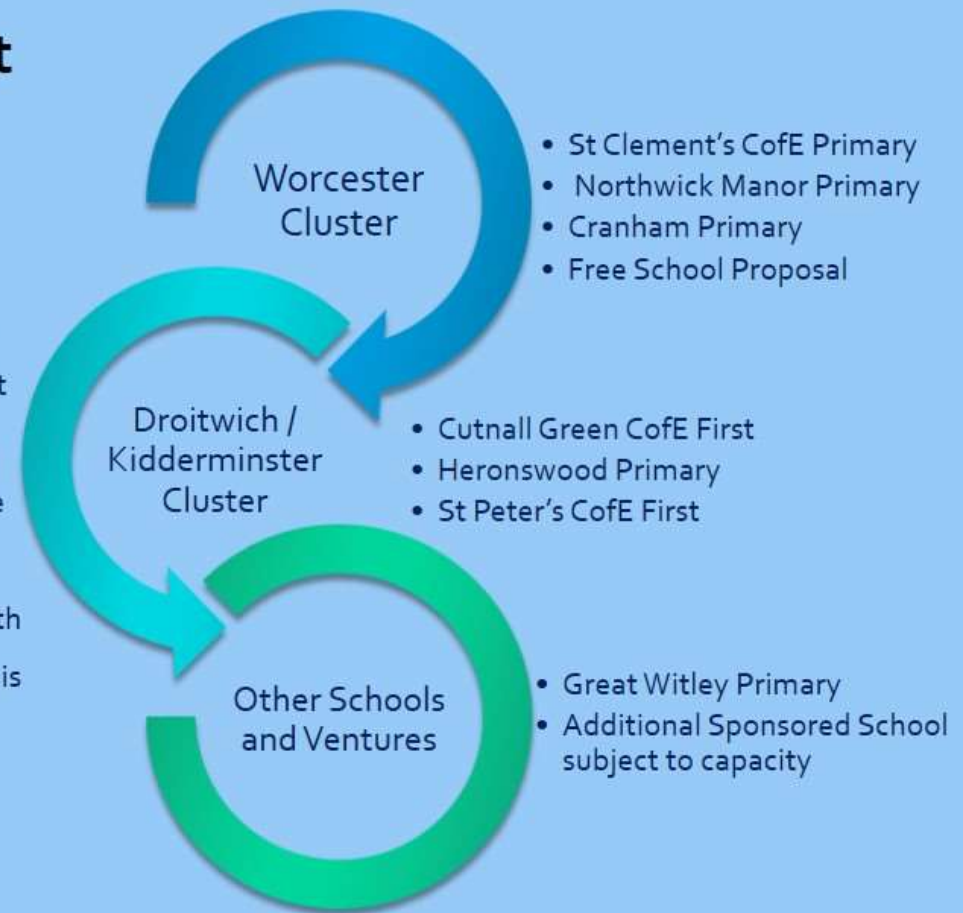 t
Worcester
Cluster
• St Clement's CofE Primary
• Northwick Manor Primary
• Cranham Primary
• Free School Proposal
t
e
th
is
Droitwich /
Kidderminster
Cluster
• Cutnall Green CofE First
• Heronswood Primary
• St Peter's CofE First
Other Schools
and Ventures
• Great Witley Primary
• Additional Sponsored School
subject to capacity